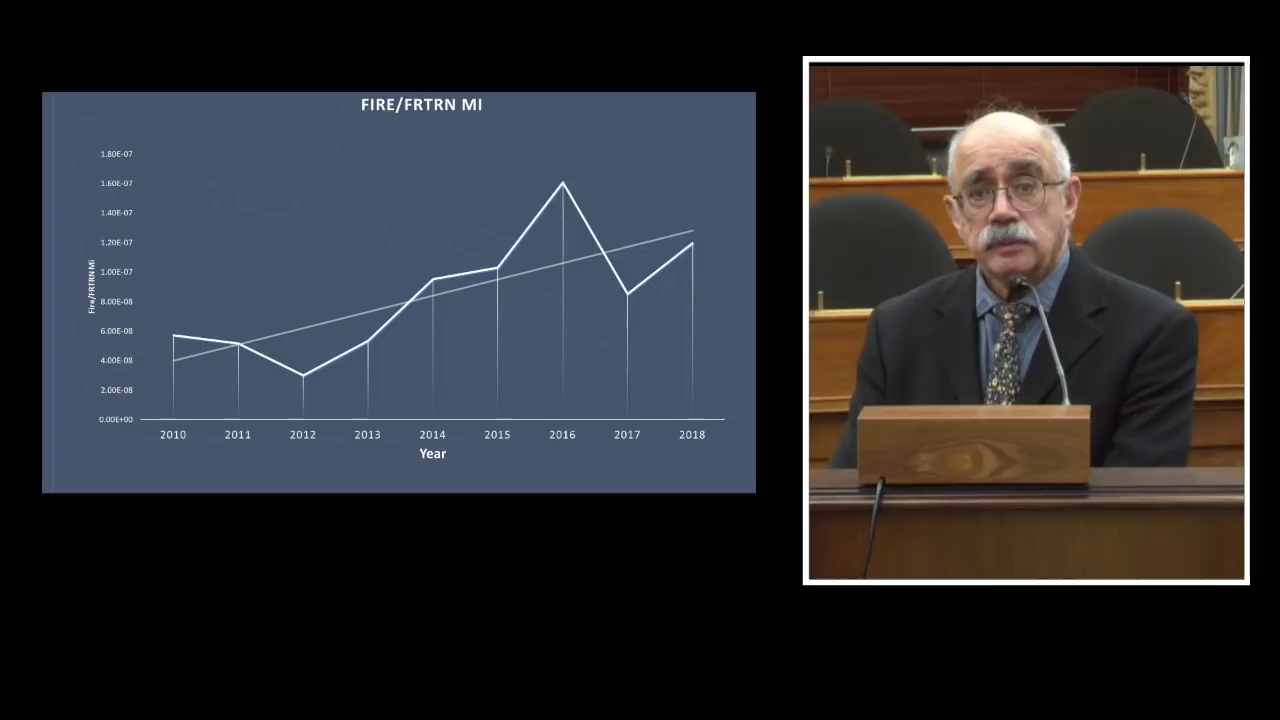 FIRE/FRTRN MI
1.80E-07
1.60E-07
1.40E-07
1.20E-07
1.00E-07
8.00E-08
6.00E-08
4.00E-08
2.00E-08
0.00E+00
Fire/FRTRN Mi
2010 2011 2012 2013 2014 2015 2016 2017 2018
Year